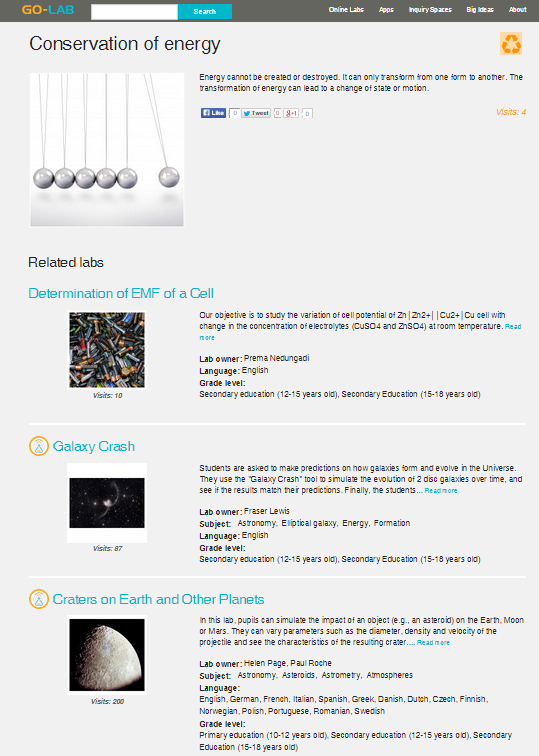 GO-LAB
Search
Online Labs Apps Inquiry Spaces Big Ideas About
Conservation of energy
Energy cannot be created or destroyed. It can only transform from one form to another. The
transformation of energy can lead to a change of state or motion.
Like 0 Tweet 0 g+1 0
Visits: 4
Related labs
Determination of EMF of a Cell
Our objective is to study the variation of cell potential of Zn|Zn2+||Cu2+|Cu cell with
change in the concentration of electrolytes (CuSO4 and ZnSO4) at room temperature. Read
more
Lab owner: Prema Nedungadi
Language: English
Grade level:
Secondary education (12-15 years old), Secondary Education (15-18 years old)
Visits: 10
Galaxy Crash
Students are asked to make predictions on how galaxies form and evolve in the Universe.
They use the "Galaxy Crash" tool to simulate the evolution of 2 disc galaxies over time, and
see if the results match their predictions. Finally, the students... Read more
Lab owner: Fraser Lewis
Subject: Astronomy, Elliptical galaxy, Energy, Formation
Language: English
Grade level:
Secondary education (12-15 years old), Secondary Education (15-18 years old)
Visits: 87
Craters on Earth and Other Planets
In this lab, pupils can simulate the impact of an object (e.g., an asteroid) on the Earth, Moon
or Mars. They can vary parameters such as the diameter, density and velocity of the
projectile and see the characteristics of the resulting crater.... Read more
Lab owner: Helen Page, Paul Roche
Subject: Astronomy, Asteroids, Astrometry, Atmospheres
Language:
English, German, French, Italian, Spanish, Greek, Danish, Dutch, Czech, Finnish,
Norwegian, Polish, Portuguese, Romanian, Swedish
Grade level:
Primary education (10-12 years old), Secondary education (12-15 years old), Secondary
Education (15-18 years old)
Visits: 200